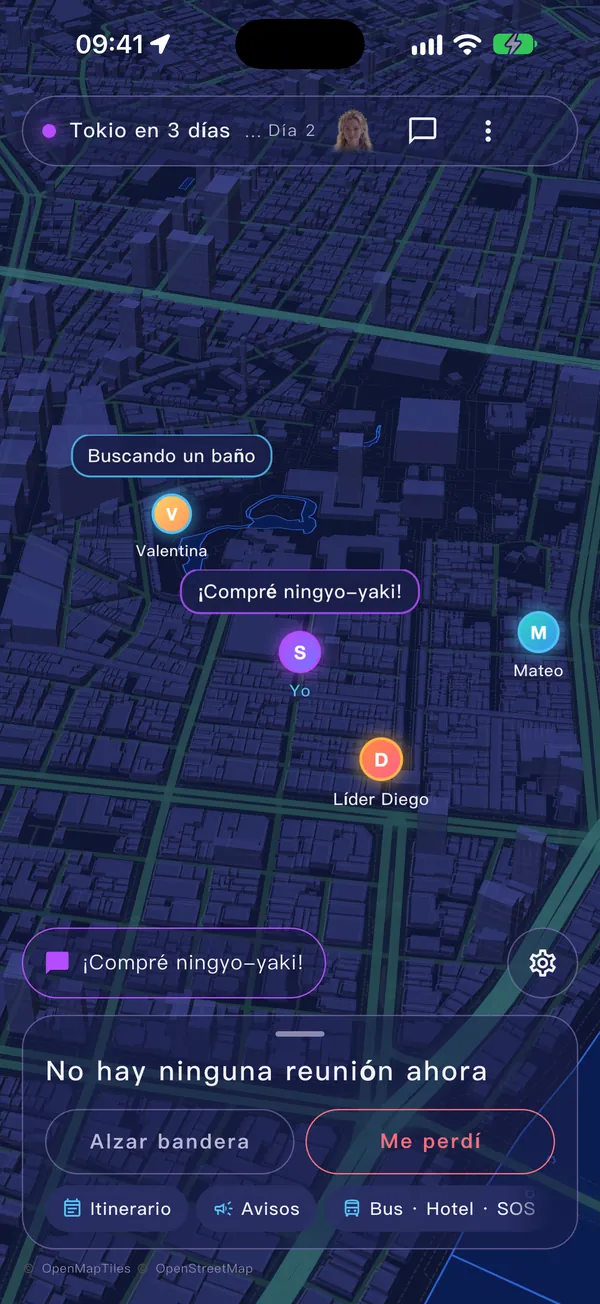 09:41
Tokio en 3 días ... Día 2
Buscando un baño
V
Valentina
¡Compré ningyo-yaki!
S
Yo
M
Mateo
D
Líder Diego
¡Compré ningyo-yaki!
No hay ninguna reunión ahora
Alzar bandera
Me perdí
Itinerario
Avisos
Bus · Hotel · SOS
© OpenMapTiles © OpenStreetMap